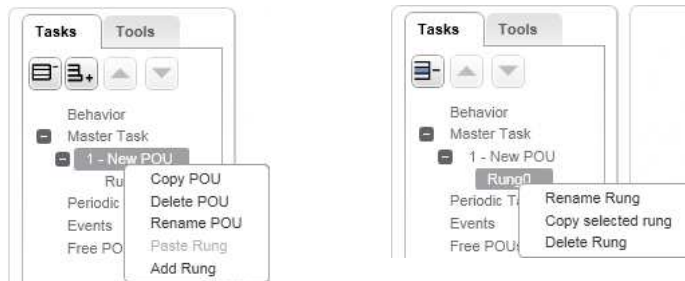 Tasks Tools
Behavior
Master Task
1 - New POU
Ru
Copy POU
Delete POU
Periodic
Rename POU
Events
Paste Rung
Free PO
Add Rung
Tasks Tools
Behavior
Master Task
1 - New POU
Rung0
Periodic T
Rename Rung
Events
Copy selected rung
Free POUs
Delete Rung